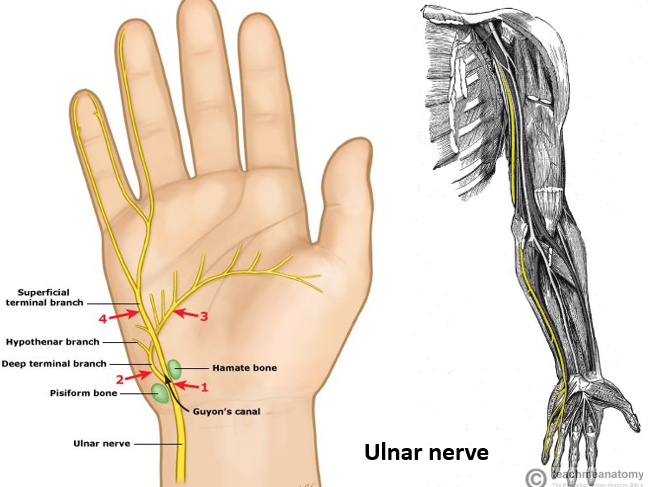 Superficial
terminal branch
4
3
Hypothenar branch
Deep terminal branch
Hamate bone
2
1
Pisiform bone
Guyon's canal
Ulnar nerve
Ulnar nerve
© teachmeanatomy